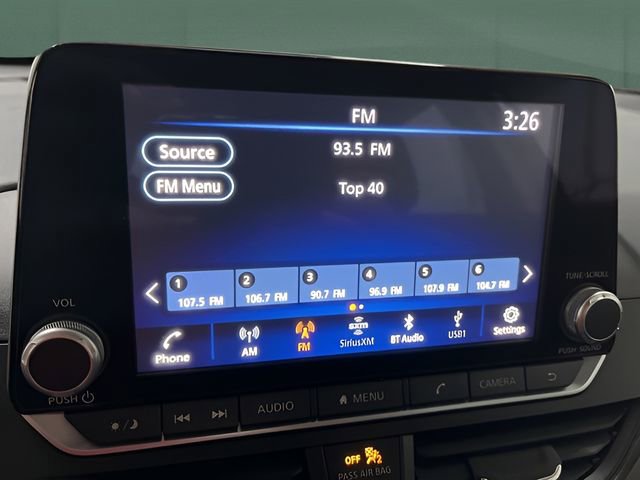 FM 3:26
Source 93.5 FM
FM Menu Top 40
1 2 3 4 5 6
107.5 FM 106.7 FM 90.7 FM 96.9 FM 107.9 FM 104.7 FM
TUNE/SCROLL
VOL
Phone AM FM sxm SiriusXM BT Audio USB1 Settings
PUSH PUSH SOUND
AUDIO MENU CAMERA
OFF 2
PASS AIR BAG